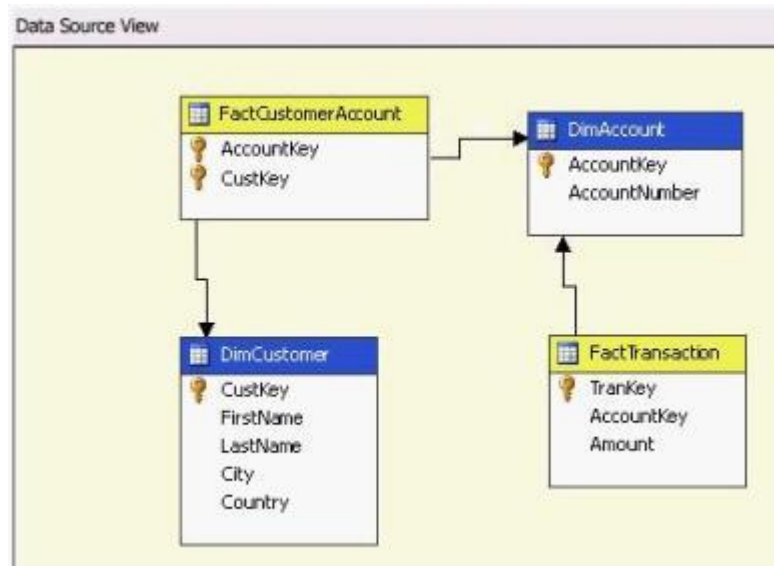 Data Source View
FactCustomerAccount
AccountKey
CustKey
DimAccount
AccountKey
AccountNumber
DimCustomer
CustKey
FirstName
LastName
City
Country
FactTransaction
TranKey
AccountKey
Amount